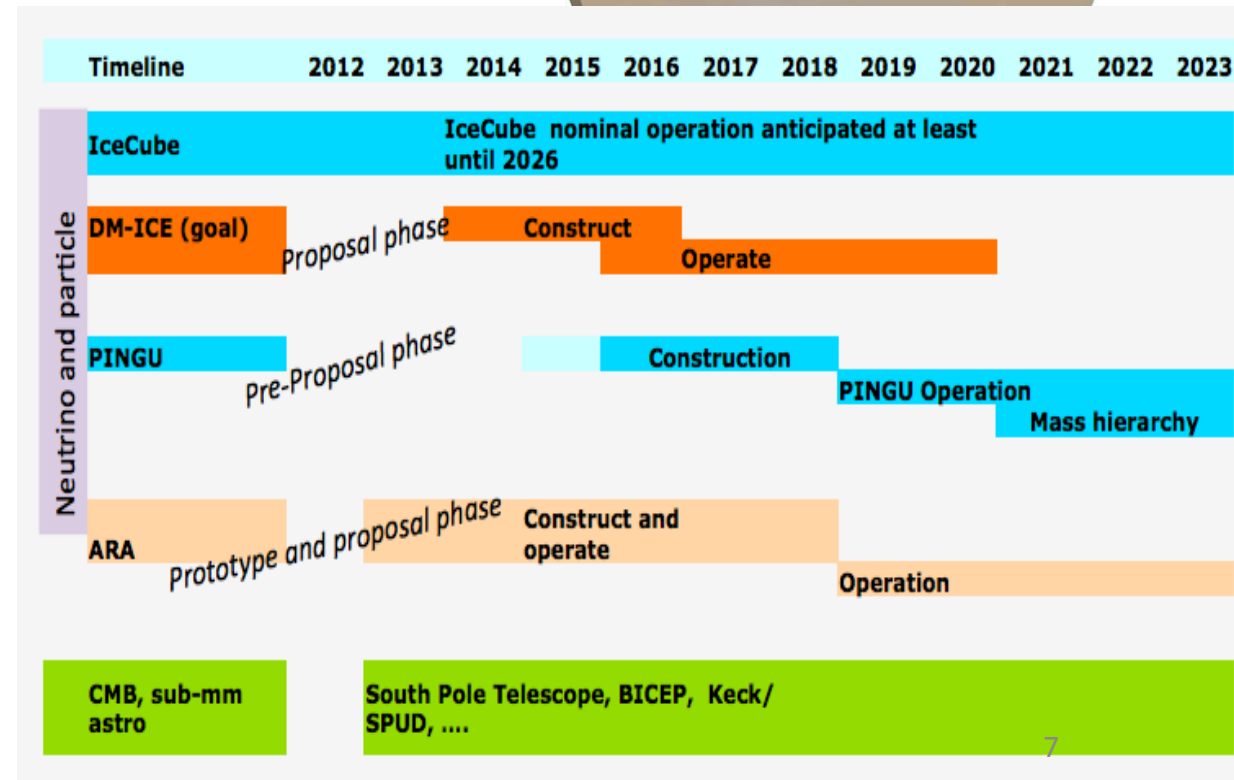 Timeline 2012 2013 2014 2015 2016 2017 2018 2019 2020 2021 2022 2023
Neutrino and particle
IceCube
IceCube nominal operation anticipated at least
until 2026
DM-ICE (goal)
Proposal phase
Construct
Operate
PINGU
Pre-Proposal phase
Construction
PINGU Operation
Mass hierarchy
ARA
Prototype and proposal phase
Construct and
operate
Operation
CMB, sub-mm
astro
South Pole Telescope, BICEP, Keck/
SPUD, ....
7